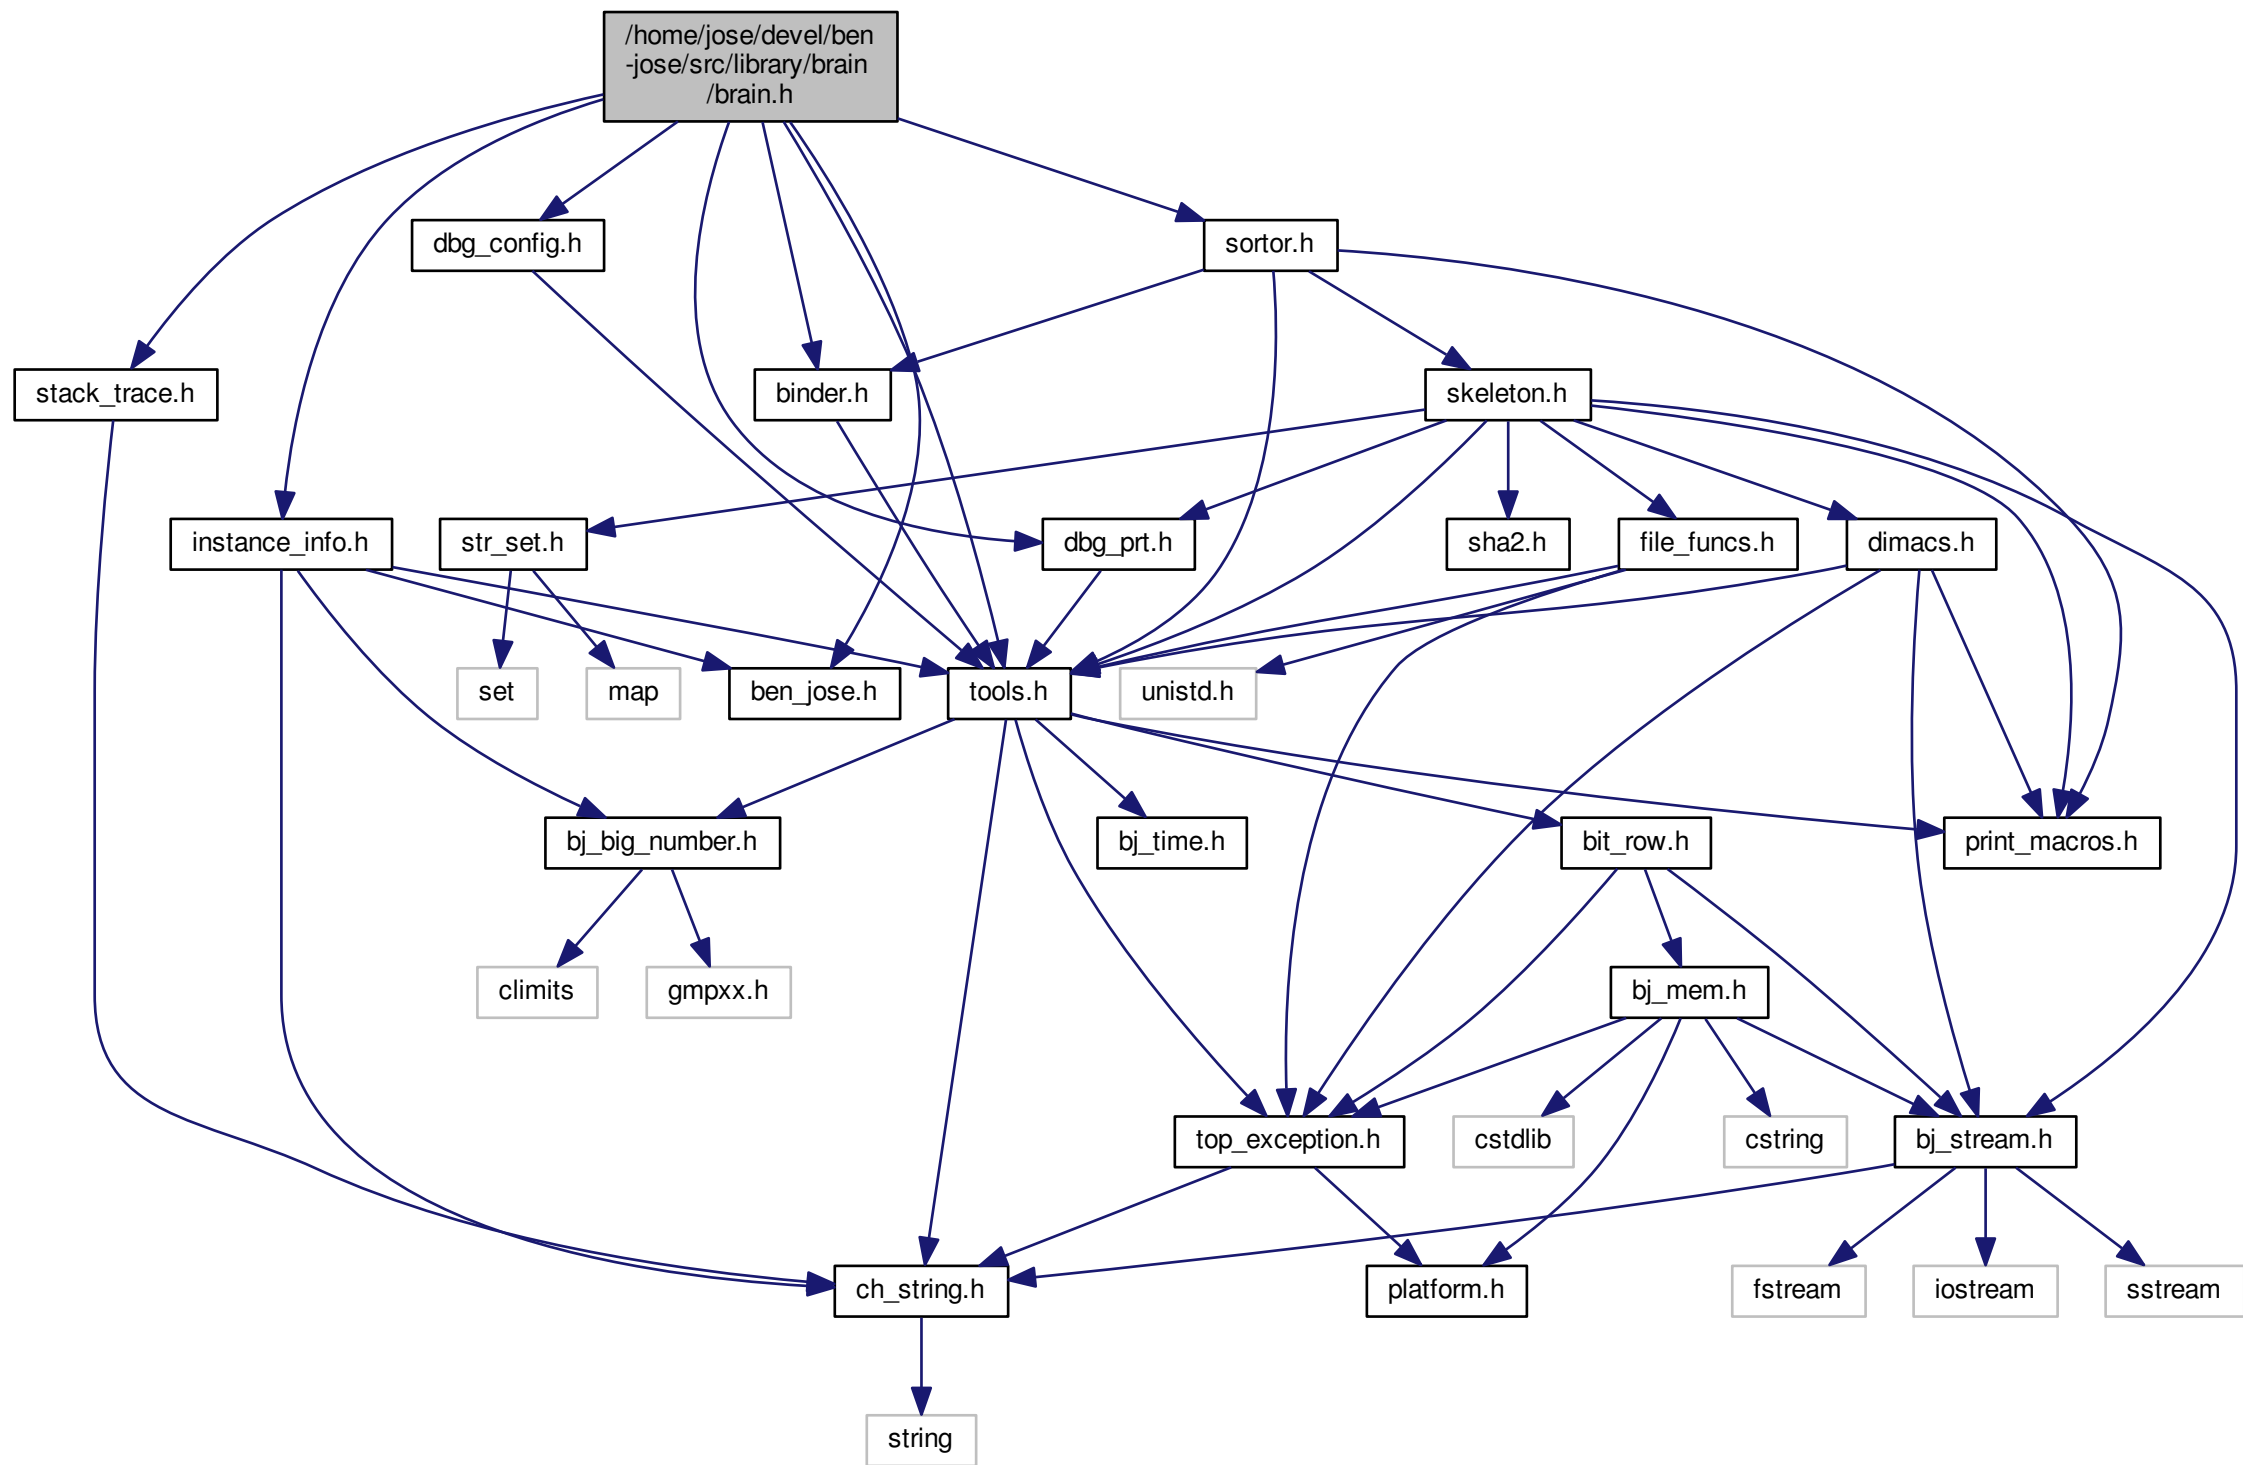 /home/jose/devel/ben
-jose/src/library/brain
/brain.h
dbg_config.h
sortor.h
stack_trace.h
binder.h
skeleton.h
instance_info.h
str_set.h
dbg_prt.h
sha2.h
file_funcs.h
dimacs.h
set
map
ben_jose.h
tools.h
unistd.h
bj_big_number.h
bj_time.h
bit_row.h
print_macros.h
climits
gmpxx.h
bj_mem.h
top_exception.h
cstdlib
cstring
bj_stream.h
ch_string.h
platform.h
fstream
iostream
sstream
string